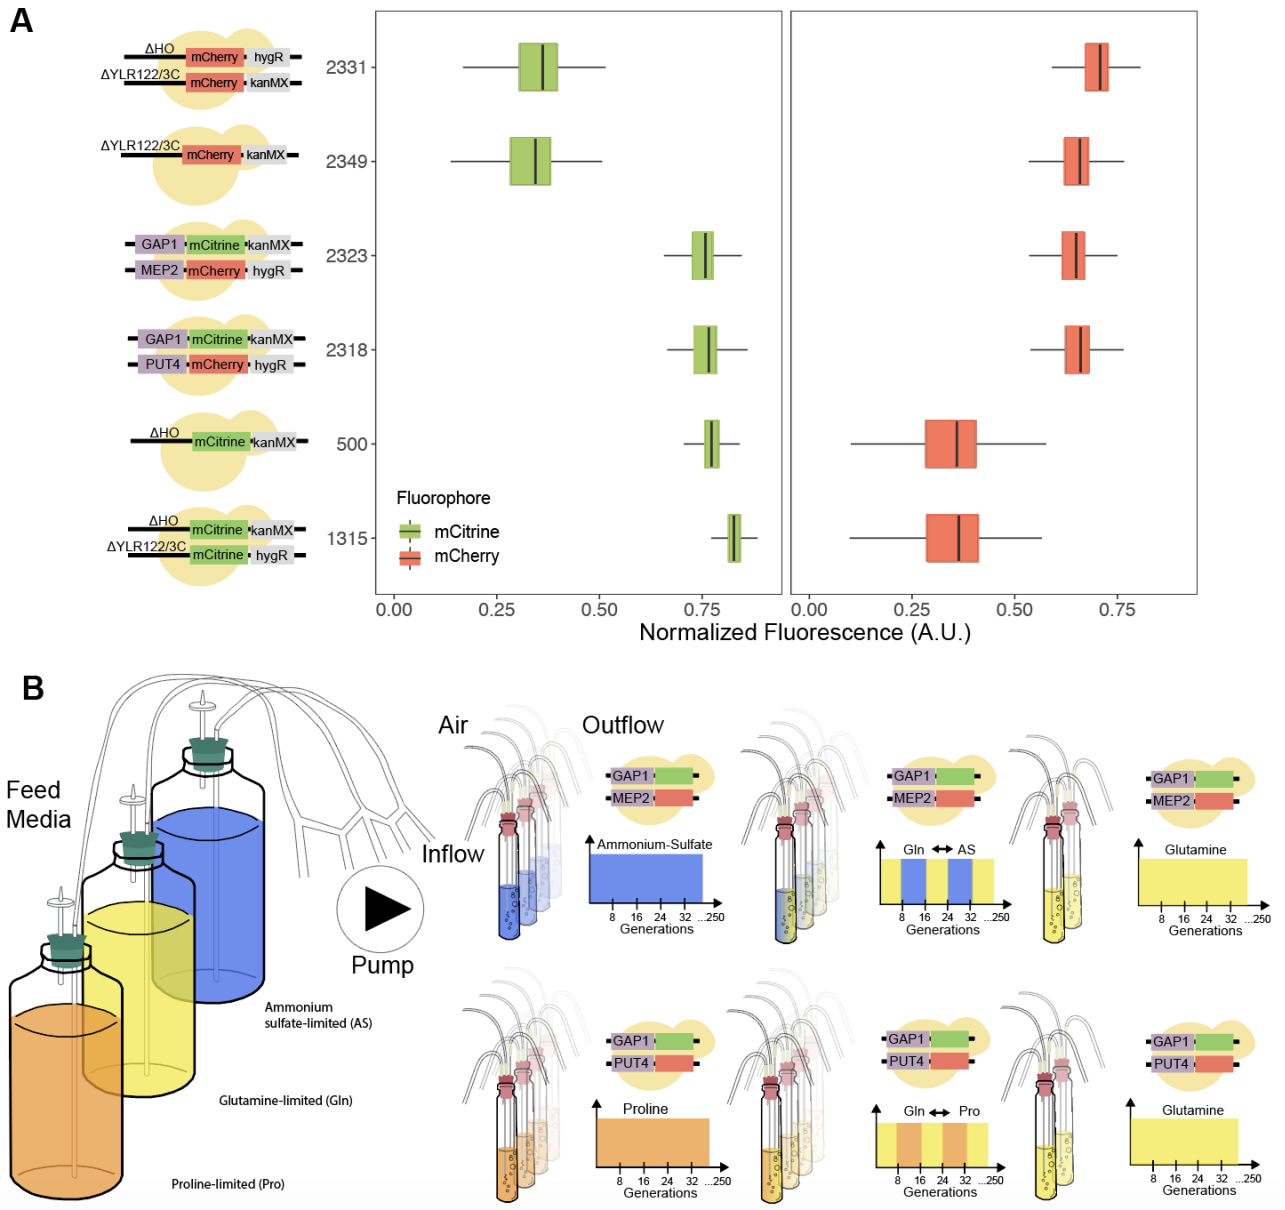 A
ΔHO
mCherry hygR
ΔYLR122/3C
mCherry kanMX
2331
ΔYLR122/3C
mCherry kanMX
2349
GAP1 mCitrine kanMX
MEP2 mCherry hygR
2323
GAP1 mCitrine kanMX
PUT4 mCherry hygR
2318
ΔHO
mCitrine kanMX
500
ΔHO
mCitrine kanMX
ΔYLR122/3C
mCitrine hygR
1315
Fluorophore
mCitrine
mCherry
0.00 0.25 0.50 0.75 0.00 0.25 0.50 0.75
Normalized Fluorescence (A.U.)
B
Feed
Media
Air
Outflow
Inflow
Pump
Ammonium
sulfate-limited (AS)
Glutamine-limited (Gln)
Proline-limited (Pro)
GAP1
MEP2
Ammonium-Sulfate
8 16 24 32 ...250
Generations
GAP1
MEP2
Gln AS
8 16 24 32 ...250
Generations
GAP1
MEP2
Glutamine
8 16 24 32 ...250
Generations
GAP1
PUT4
Proline
8 16 24 32 ...250
Generations
GAP1
PUT4
Gln Pro
8 16 24 32 ...250
Generations
GAP1
PUT4
Glutamine
8 16 24 32 ...250
Generations